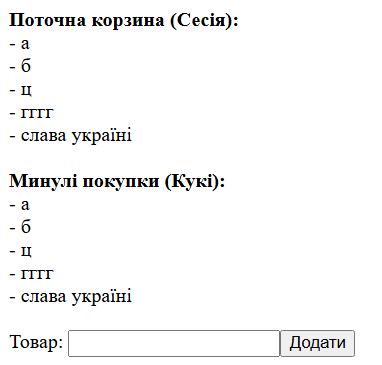 Поточна корзина (Сесія):
- а
- б
- ц
- гггг
- слава україні
Минулі покупки (Кукі):
- а
- б
- ц
- гггг
- слава україні
Товар: Додати